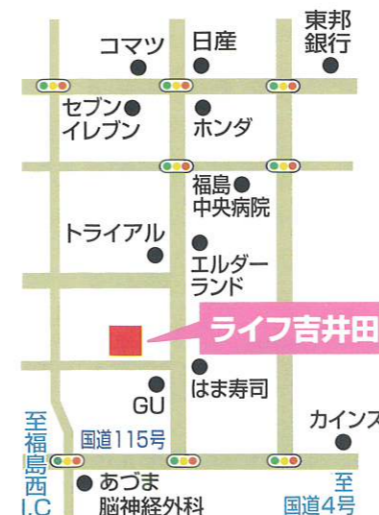 東邦
銀行
コマツ
日産
セブン
イレブン
ホンダ
福島
中央病院
トライアル
エルダー
ランド
ライフ吉井田
はま寿司
GU
カインズ
国道115号
至福島西I.C
あづま
脳神経外科
至
国道4号